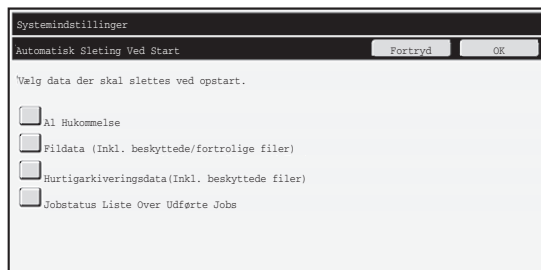 Systemindstillinger
Automatisk Sleting Ved Start Fortryd OK
Vælg data der skal slettes ved opstart.
Al Hukommelse
Fildata (Inkl. beskyttede/fortrolige filer)
Hurtigarkiveringsdata(Inkl. beskyttede filer)
Jobstatus Liste Over Udførte Jobs